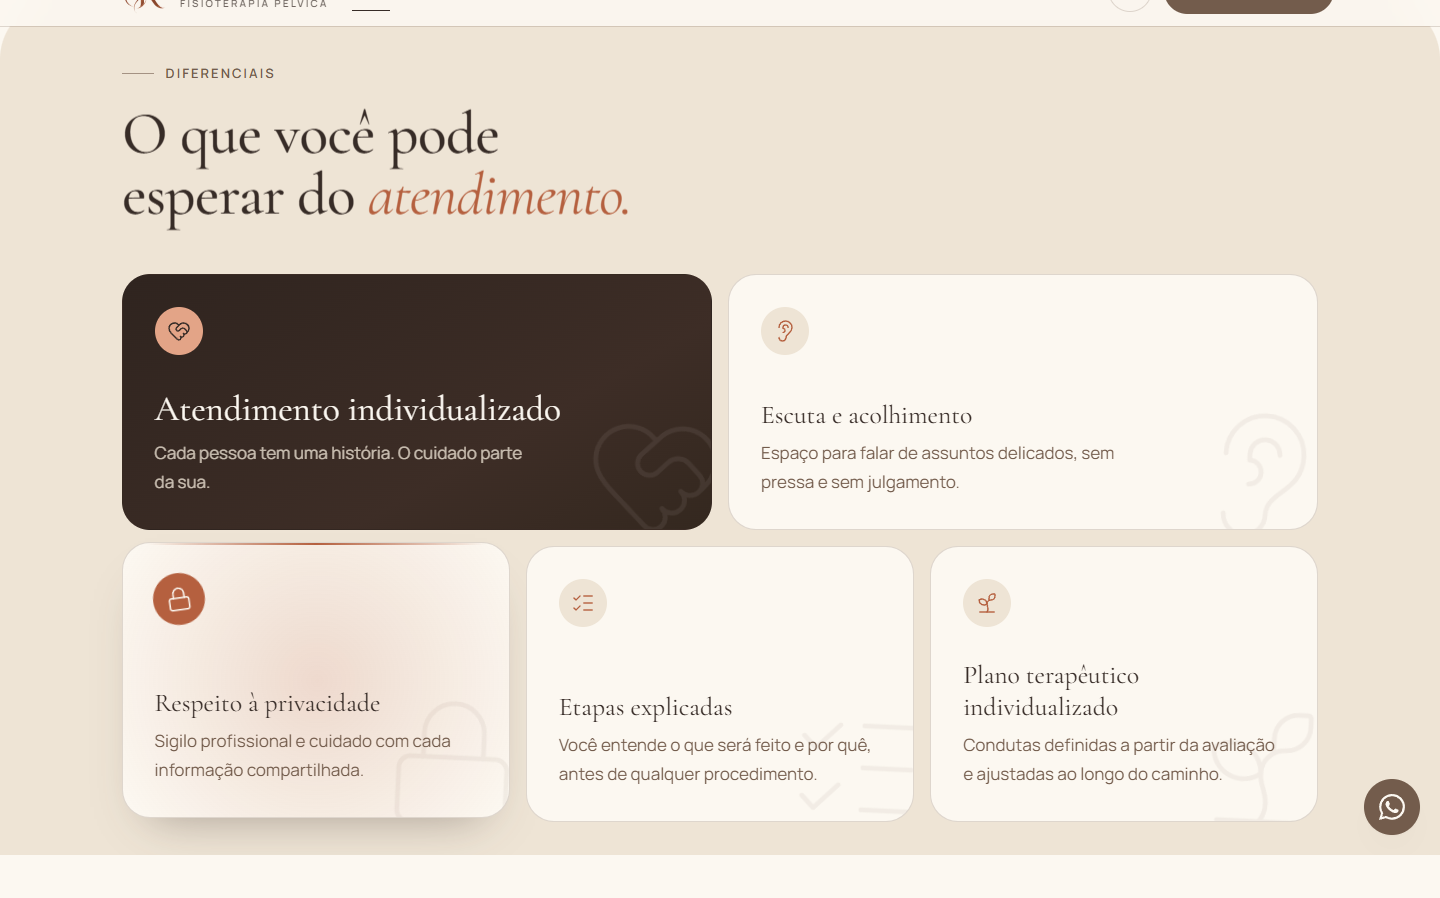 FISIOTERAPIA PÉLVICA
DIFERENCIAIS
O que você pode
esperar do atendimento.
Atendimento individualizado
Cada pessoa tem uma história. O cuidado parte
da sua.
Escuta e acolhimento
Espaço para falar de assuntos delicados, sem
pressa e sem julgamento.
Respeito à privacidade
Sigilo profissional e cuidado com cada
informação compartilhada.
Etapas explicadas
Você entende o que será feito e por quê,
antes de qualquer procedimento.
Plano terapêutico
individualizado
Condutas definidas a partir da avaliação
e ajustadas ao longo do caminho.